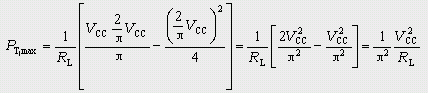 $P_{T_1\max} = \frac{1}{R_L}\left[\frac{V_{CC}\frac{2}{\pi}V_{CC}}{\pi} - \frac{\left(\frac{2}{\pi}V_{CC}\right)^2}{4}\right] = \frac{1}{R_L}\left[\frac{2V_{CC}^2}{\pi^2} - \frac{V_{CC}^2}{\pi^2}\right] = \frac{1}{\pi^2}\frac{V_{CC}^2}{R_L}$